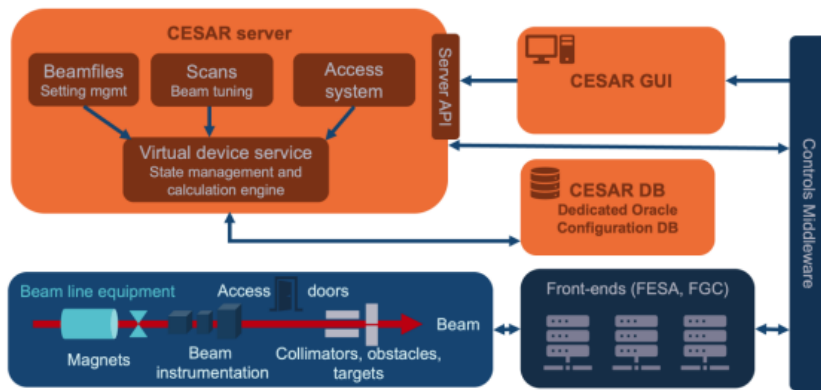 CESAR server
Beamfiles
Setting mgmt
Scans
Beam tuning
Access
system
Virtual device service
State management and
calculation engine
Server API
CESAR GUI
CESAR DB
Dedicated Oracle
Configuration DB
Controls Middleware
Beam line equipment
Access doors
Beam
Magnets
Beam
instrumentation
Collimators, obstacles,
targets
Front-ends (FESA, FGC)